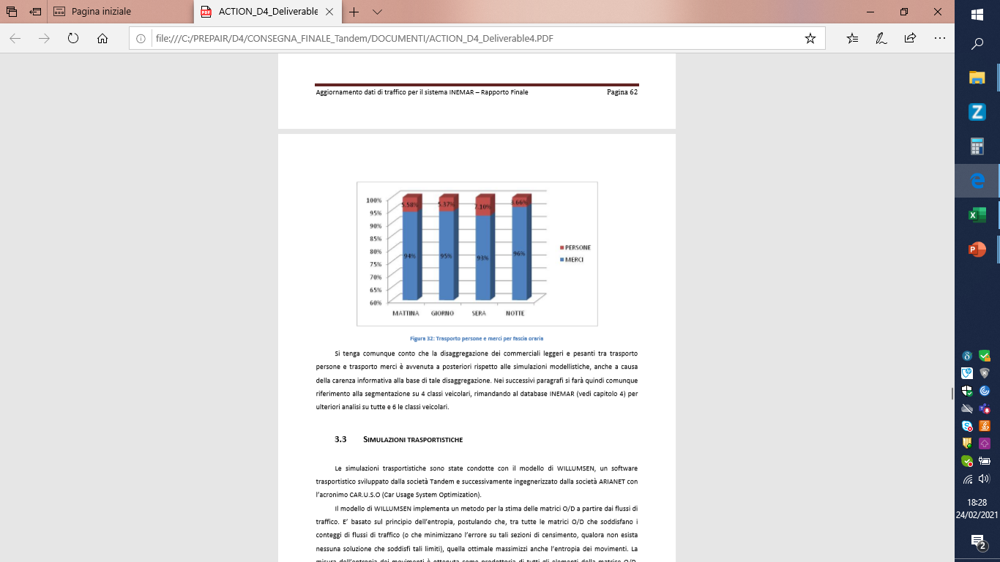 Pagina iniziale
ACTION_D4_Deliverable
file:///C:/PREPAIR/D4/CONSEGNA_FINALE_Tandem/DOCUMENTI/ACTION_D4_Deliverable4.PDF
Aggiornamento dati di traffico per il sistema INEMAR – Rapporto Finale Pagina 62
100%
95%
90%
85%
80%
75%
70%
65%
60%
5.58% 5.37% 7.10% 3.66%
94% 95% 93% 96%
MATTINA GIORNO SERA NOTTE
PERSONE
MERCI
Figura 32: Trasporto persone e merci per fascia oraria
Si tenga comunque conto che la disaggregazione dei commerciali leggeri e pesanti tra trasporto
persone e trasporto merci è avvenuta a posteriori rispetto alle simulazioni modellistiche, anche a causa
della carenza informativa alla base di tale disaggregazione. Nei successivi paragrafi si farà quindi comunque
riferimento alla segmentazione su 4 classi veicolari, rimandando al database INEMAR (vedi capitolo 4) per
ulteriori analisi su tutte e 6 le classi veicolari.
3.3 SIMULAZIONI TRASPORTISTICHE
Le simulazioni trasportistiche sono state condotte con il modello di WILLUMSEN, un software
trasportistico sviluppato dalla società Tandem e successivamente ingegnerizzato dalla società ARIANET con
l'acronimo CAR.U.S.O (Car Usage System Optimization).
Il modello di WILLUMSEN implementa un metodo per la stima delle matrici O/D a partire dai flussi di
traffico. E' basato sul principio dell'entropia, postulando che, tra tutte le matrici O/D che soddisfano i
conteggi di flussi di traffico (o che minimizzano l'errore su tali sezioni di censimento, qualora non esista
nessuna soluzione che soddisfi tali limiti), quella ottimale massimizzi anche l'entropia dei movimenti. La
misura dell'entropia dei movimenti è ottenuta come produttoria di tutti gli elementi della matrice O/D,
18:28
24/02/2021
2